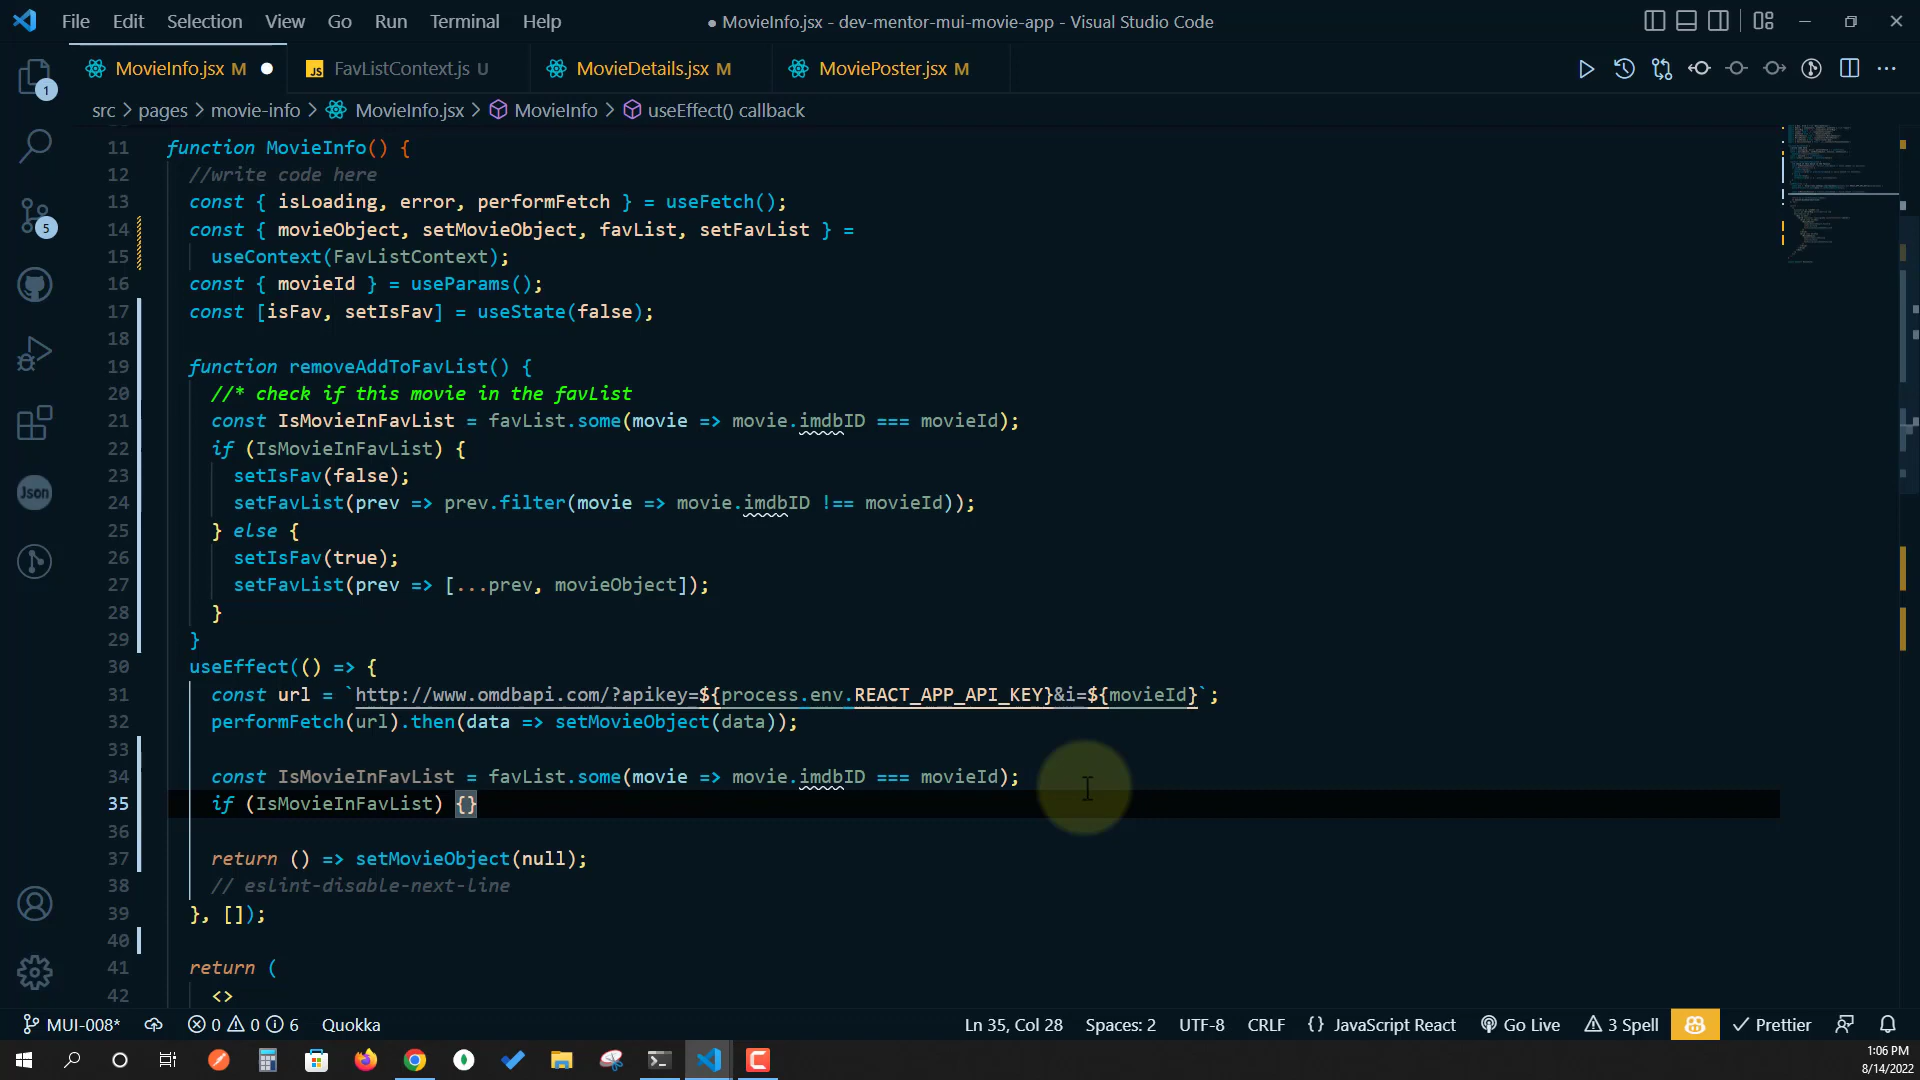 File Edit Selection View Go Run Terminal Help
● MovieInfo.jsx - dev-mentor-mui-movie-app - Visual Studio Code
MovieInfo.jsx M
JS FavListContext.js U
MovieDetails.jsx M
MoviePoster.jsx M
src > pages > movie-info > MovieInfo.jsx > MovieInfo > useEffect() callback
1
5
Json
11 function MovieInfo() {
12 //write code here
13 const { isLoading, error, performFetch } = useFetch();
14 const { movieObject, setMovieObject, favList, setFavList } =
15 useContext(FavListContext);
16 const { movieId } = useParams();
17 const [isFav, setIsFav] = useState(false);
18
19 function removeAddToFavList() {
20 //* check if this movie in the favList
21 const IsMovieInFavList = favList.some(movie => movie.imdbID === movieId);
22 if (IsMovieInFavList) {
23 setIsFav(false);
24 setFavList(prev => prev.filter(movie => movie.imdbID !== movieId));
25 } else {
26 setIsFav(true);
27 setFavList(prev => [...prev, movieObject]);
28 }
29 }
30 useEffect(() => {
31 const url = `http://www.omdbapi.com/?apikey=${process.env.REACT_APP_API_KEY}&i=${movieId}`;
32 performFetch(url).then(data => setMovieObject(data));
33
34 const IsMovieInFavList = favList.some(movie => movie.imdbID === movieId);
35 if (IsMovieInFavList) {}
36
37 return () => setMovieObject(null);
38 // eslint-disable-next-line
39 }, []);
40
41 return (
42 <>
MUI-008* 0 0 6 Quokka Ln 35, Col 28 Spaces: 2 UTF-8 CRLF {} JavaScript React Go Live 3 Spell Prettier
1:06 PM
8/14/2022